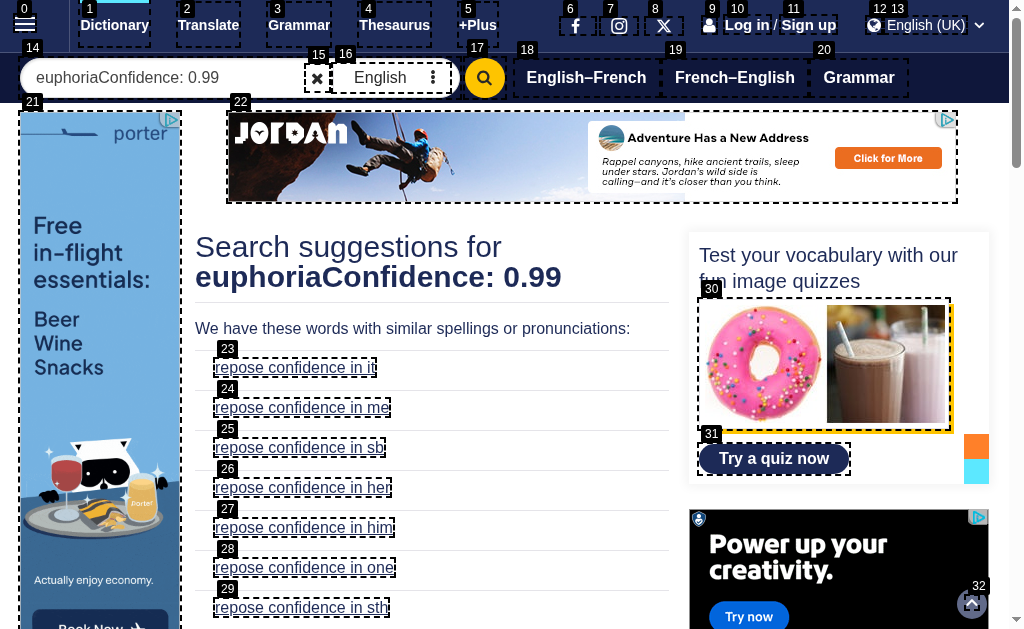 0
1
2
3
4
5
6
7
8
9
10
11
12
13
Dictionary
Translate
Grammar
Thesaurus
+Plus
Log in / Sign up
English (UK)
14
15
16
17
18
19
20
euphoriaConfidence: 0.99
English
English–French
French–English
Grammar
21
22
porter
Free
in-flight
essentials:
Beer
Wine
Snacks
Porter
Actually enjoy economy.
Book Now
JORDAN
Adventure Has a New Address
Rappel canyons, hike ancient trails, sleep
under stars. Jordan's wild side is
calling—and it's closer than you think.
Click for More
Search suggestions for
euphoriaConfidence: 0.99
We have these words with similar spellings or pronunciations:
23
repose confidence in it
24
repose confidence in me
25
repose confidence in sb
26
repose confidence in her
27
repose confidence in him
28
repose confidence in one
29
repose confidence in sth
Test your vocabulary with our
fun image quizzes
30
31
Try a quiz now
Power up your
creativity.
Try now
32